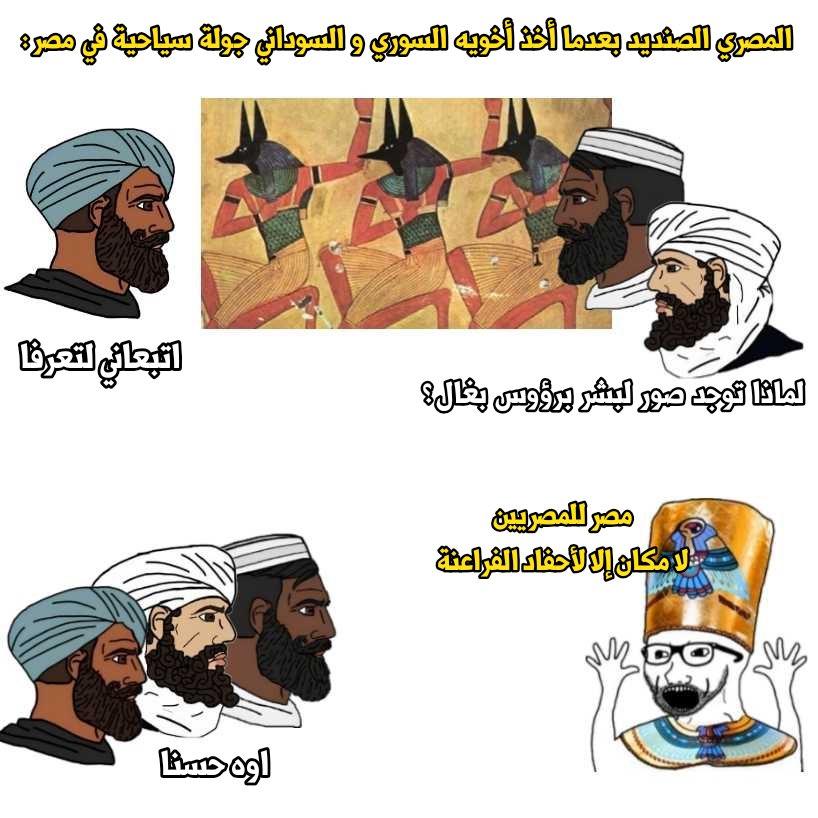 المصري الصنديد بعدما أخذ أخويه السوري و السوداني جولة سياحية في مصر :
اتبعاني لتعرفا
لماذا توجد صور لبشر برؤوس بغال؟
مصر للمصريين
لا مكان إلا لأحفاد الفراعنة
اوه حسنا